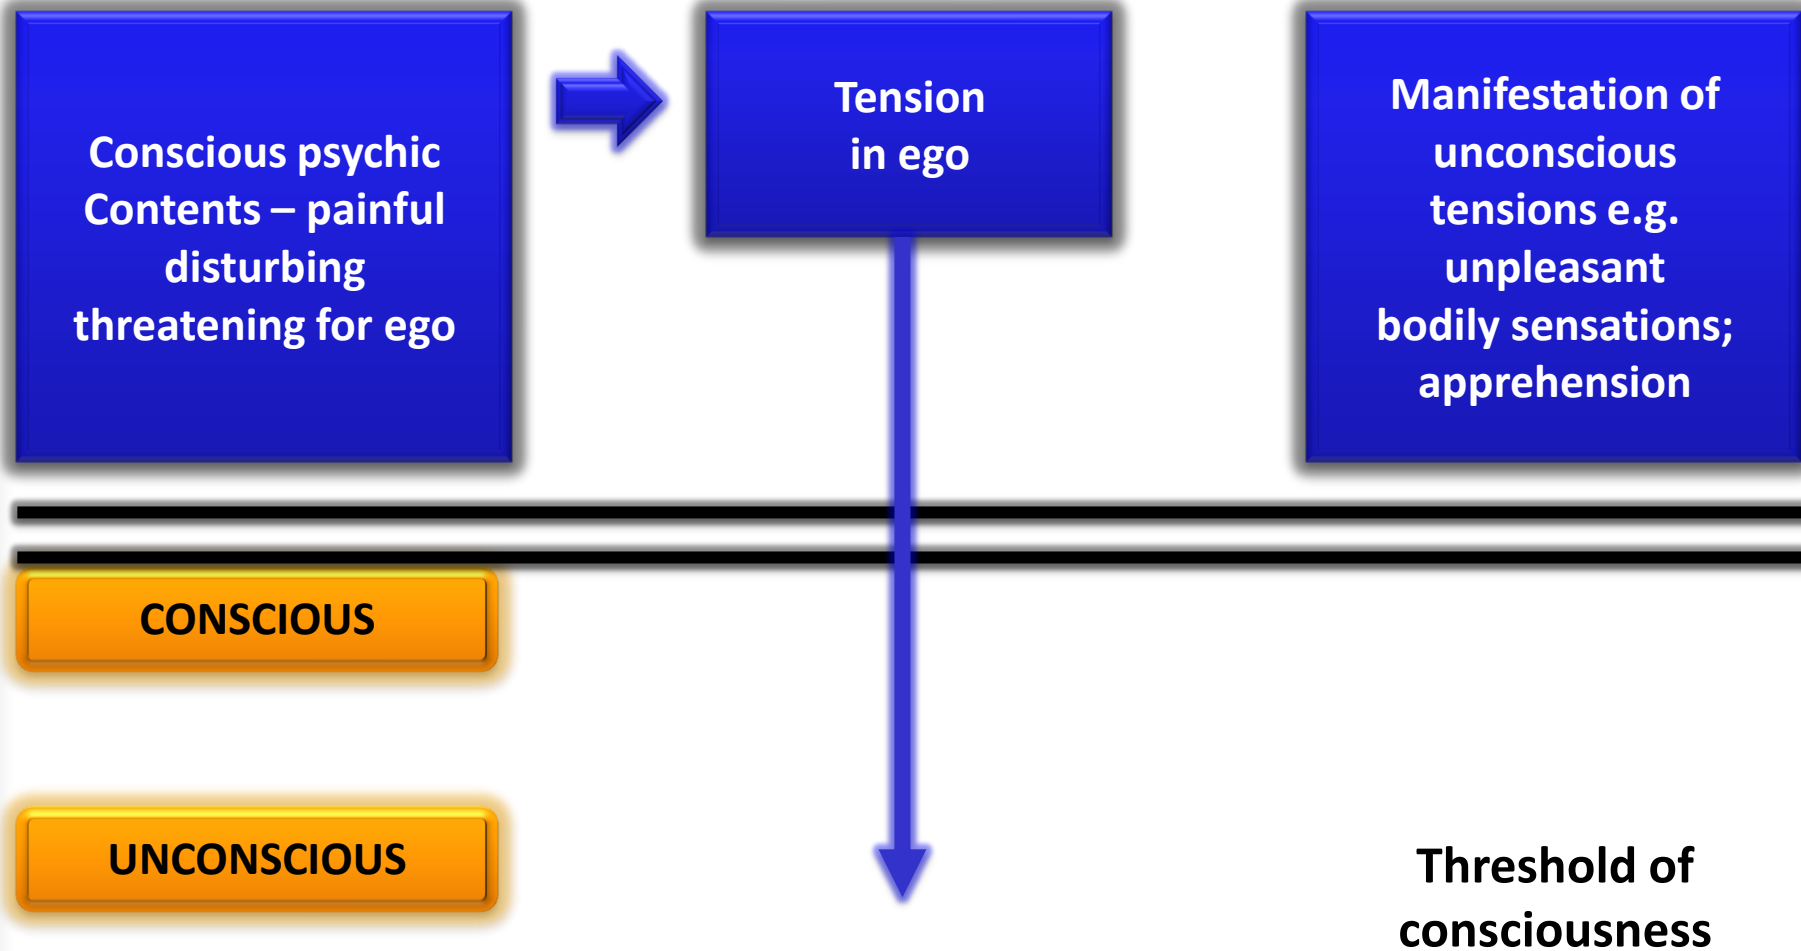 Conscious psychic
Contents – painful
disturbing
threatening for ego
Tension
in ego
Manifestation of
unconscious
tensions e.g.
unpleasant
bodily sensations;
apprehension
CONSCIOUS
UNCONSCIOUS
Threshold of
consciousness